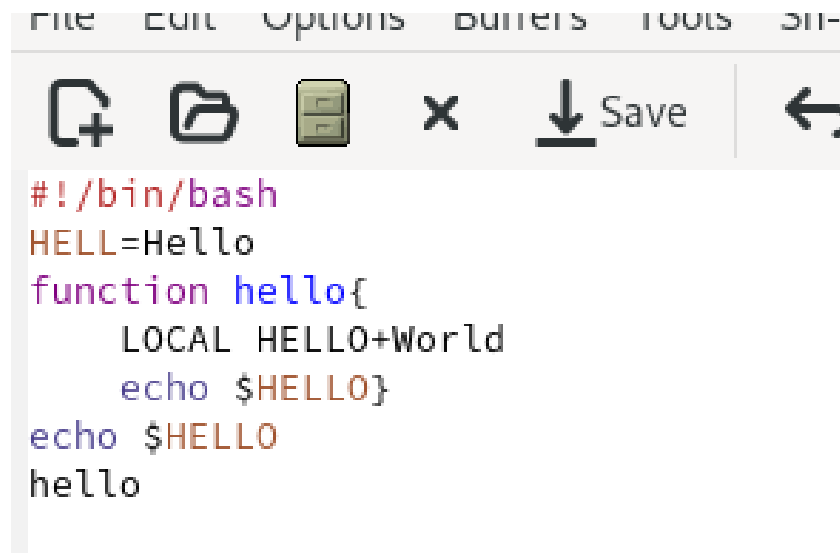 File Edit Options Buffers Tools Sh-
Save
#!/bin/bash
HELL=Hello
function hello{
    LOCAL HELLO+World
    echo $HELLO}
echo $HELLO
hello